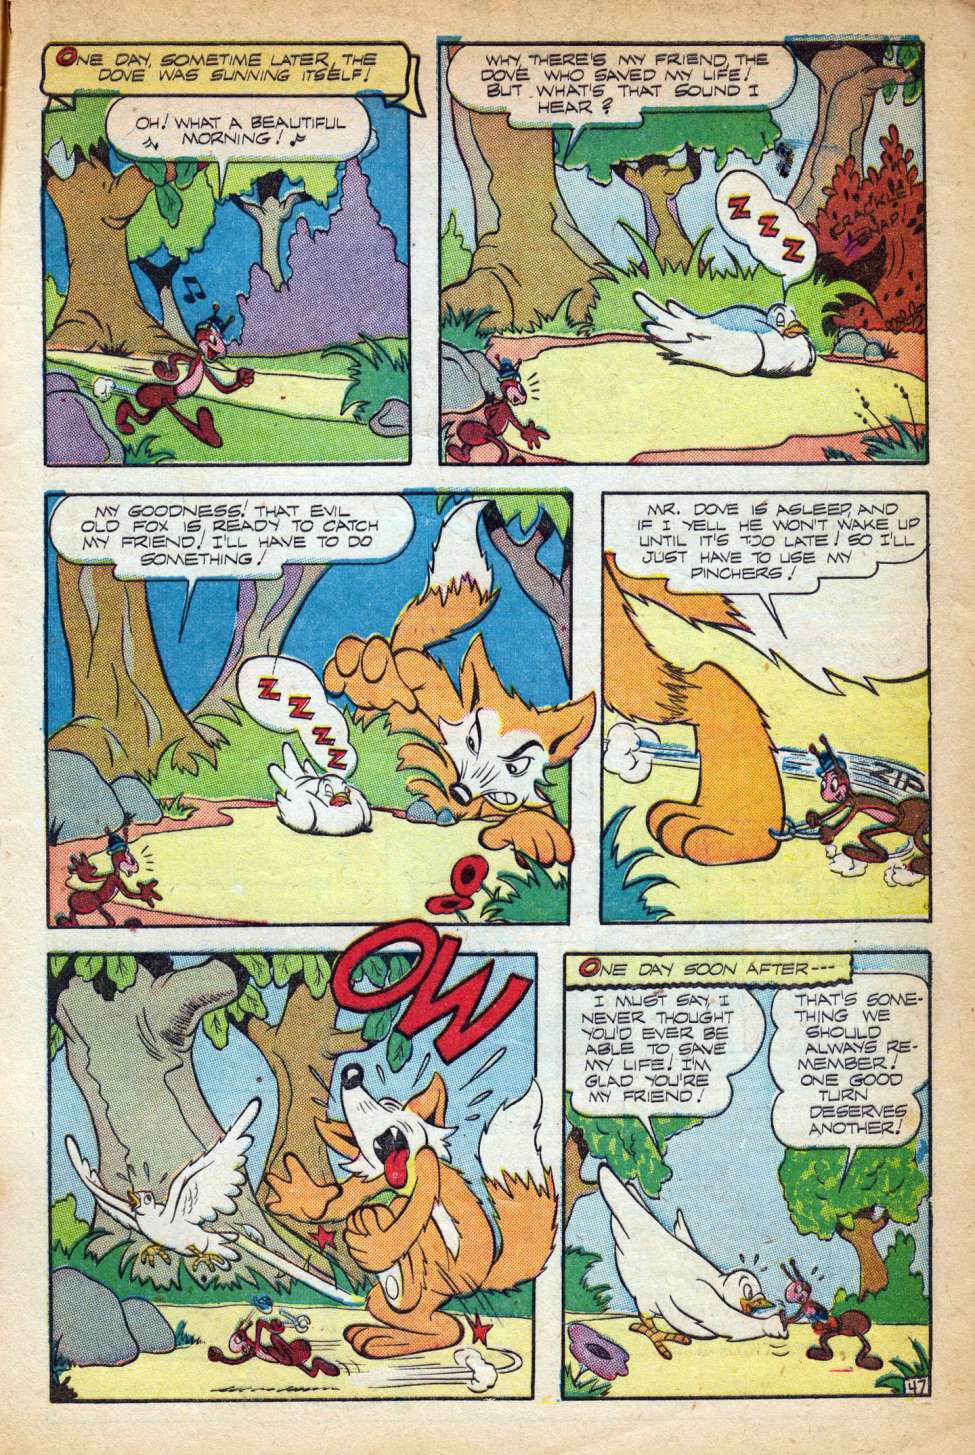 ONE DAY, SOMETIME LATER, THE
DOVE WAS SUNNING ITSELF!
OH! WHAT A BEAUTIFUL
MORNING!
WHY, THERE'S MY FRIEND, THE
DOVE WHO SAVED MY LIFE!
BUT WHAT'S THAT SOUND I
HEAR?
Z
Z
Z
CRACKLE
SNAP!
MY GOODNESS! THAT EVIL
OLD FOX IS READY TO CATCH
MY FRIEND! I'LL HAVE TO DO
SOMETHING!
Z
Z
Z
Z
MR. DOVE IS ASLEEP, AND
IF I YELL HE WON'T WAKE UP
UNTIL IT'S TOO LATE! SO I'LL
JUST HAVE TO USE MY
PINCHERS!
ZIP
OW
ONE DAY SOON AFTER---
I MUST SAY, I
NEVER THOUGHT
YOU'D EVER BE
ABLE TO SAVE
MY LIFE! I'M
GLAD YOU'RE
MY FRIEND!
THAT'S SOME-
THING WE
SHOULD
ALWAYS RE-
MEMBER!
ONE GOOD
TURN
DESERVES
ANOTHER!
47